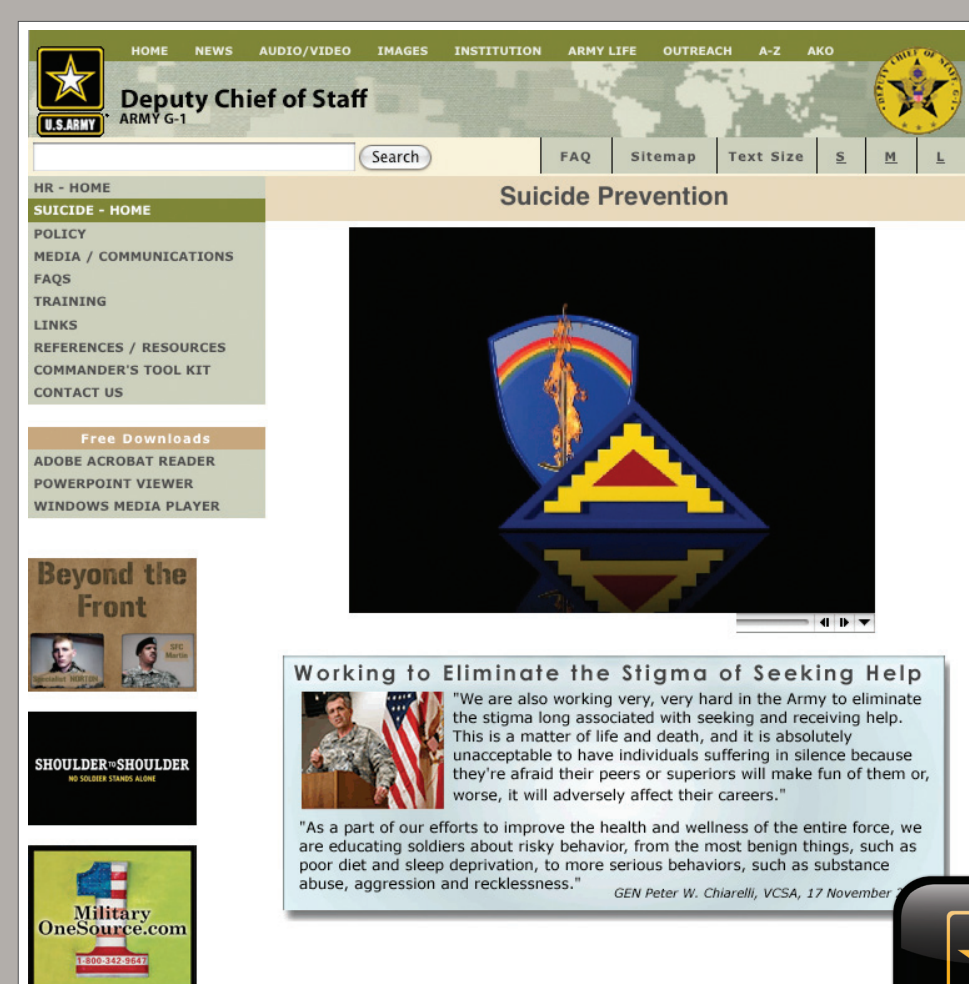 HOME NEWS AUDIO/VIDEO IMAGES INSTITUTION ARMY LIFE OUTREACH A-Z AKO
Deputy Chief of Staff
ARMY G-1
U.S.ARMY
DEPUTY CHIEF OF STAFF, G-1
Search
FAQ Sitemap Text Size S M L
HR - HOME
SUICIDE - HOME
POLICY
MEDIA / COMMUNICATIONS
FAQS
TRAINING
LINKS
REFERENCES / RESOURCES
COMMANDER'S TOOL KIT
CONTACT US
Free Downloads
ADOBE ACROBAT READER
POWERPOINT VIEWER
WINDOWS MEDIA PLAYER
Beyond the
Front
SFC
Martin
Specialist NORTON
SHOULDER TO SHOULDER
NO SOLDIER STANDS ALONE
Military
OneSource.com
1-800-342-9647
Suicide Prevention
Working to Eliminate the Stigma of Seeking Help
"We are also working very, very hard in the Army to eliminate
the stigma long associated with seeking and receiving help.
This is a matter of life and death, and it is absolutely
unacceptable to have individuals suffering in silence because
they're afraid their peers or superiors will make fun of them or,
worse, it will adversely affect their careers."
"As a part of our efforts to improve the health and wellness of the entire force, we
are educating soldiers about risky behavior, from the most benign things, such as
poor diet and sleep deprivation, to more serious behaviors, such as substance
abuse, aggression and recklessness."
GEN Peter W. Chiarelli, VCSA, 17 November